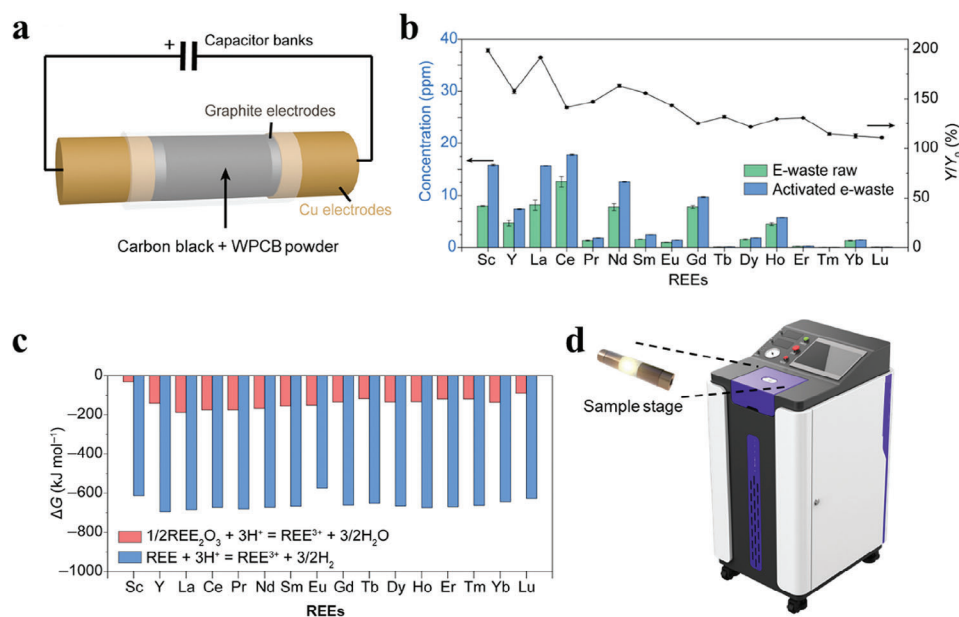 a
+
Capacitor banks
Graphite electrodes
Cu electrodes
Carbon black + WPCB powder
b
Concentration (ppm)
40
30
20
10
0
E-waste raw
Activated e-waste
200
150
100
50
0
Y/Y₀ (%)
Sc Y La Ce Pr Nd Sm Eu Gd Tb Dy Ho Er Tm Yb Lu
REEs
c
ΔG (kJ mol⁻¹)
0
−200
−400
−600
−800
−1000
1/2REE₂O₃ + 3H⁺ = REE³⁺ + 3/2H₂O
REE + 3H⁺ = REE³⁺ + 3/2H₂
Sc Y La Ce Pr Nd Sm Eu Gd Tb Dy Ho Er Tm Yb Lu
REEs
d
Sample stage